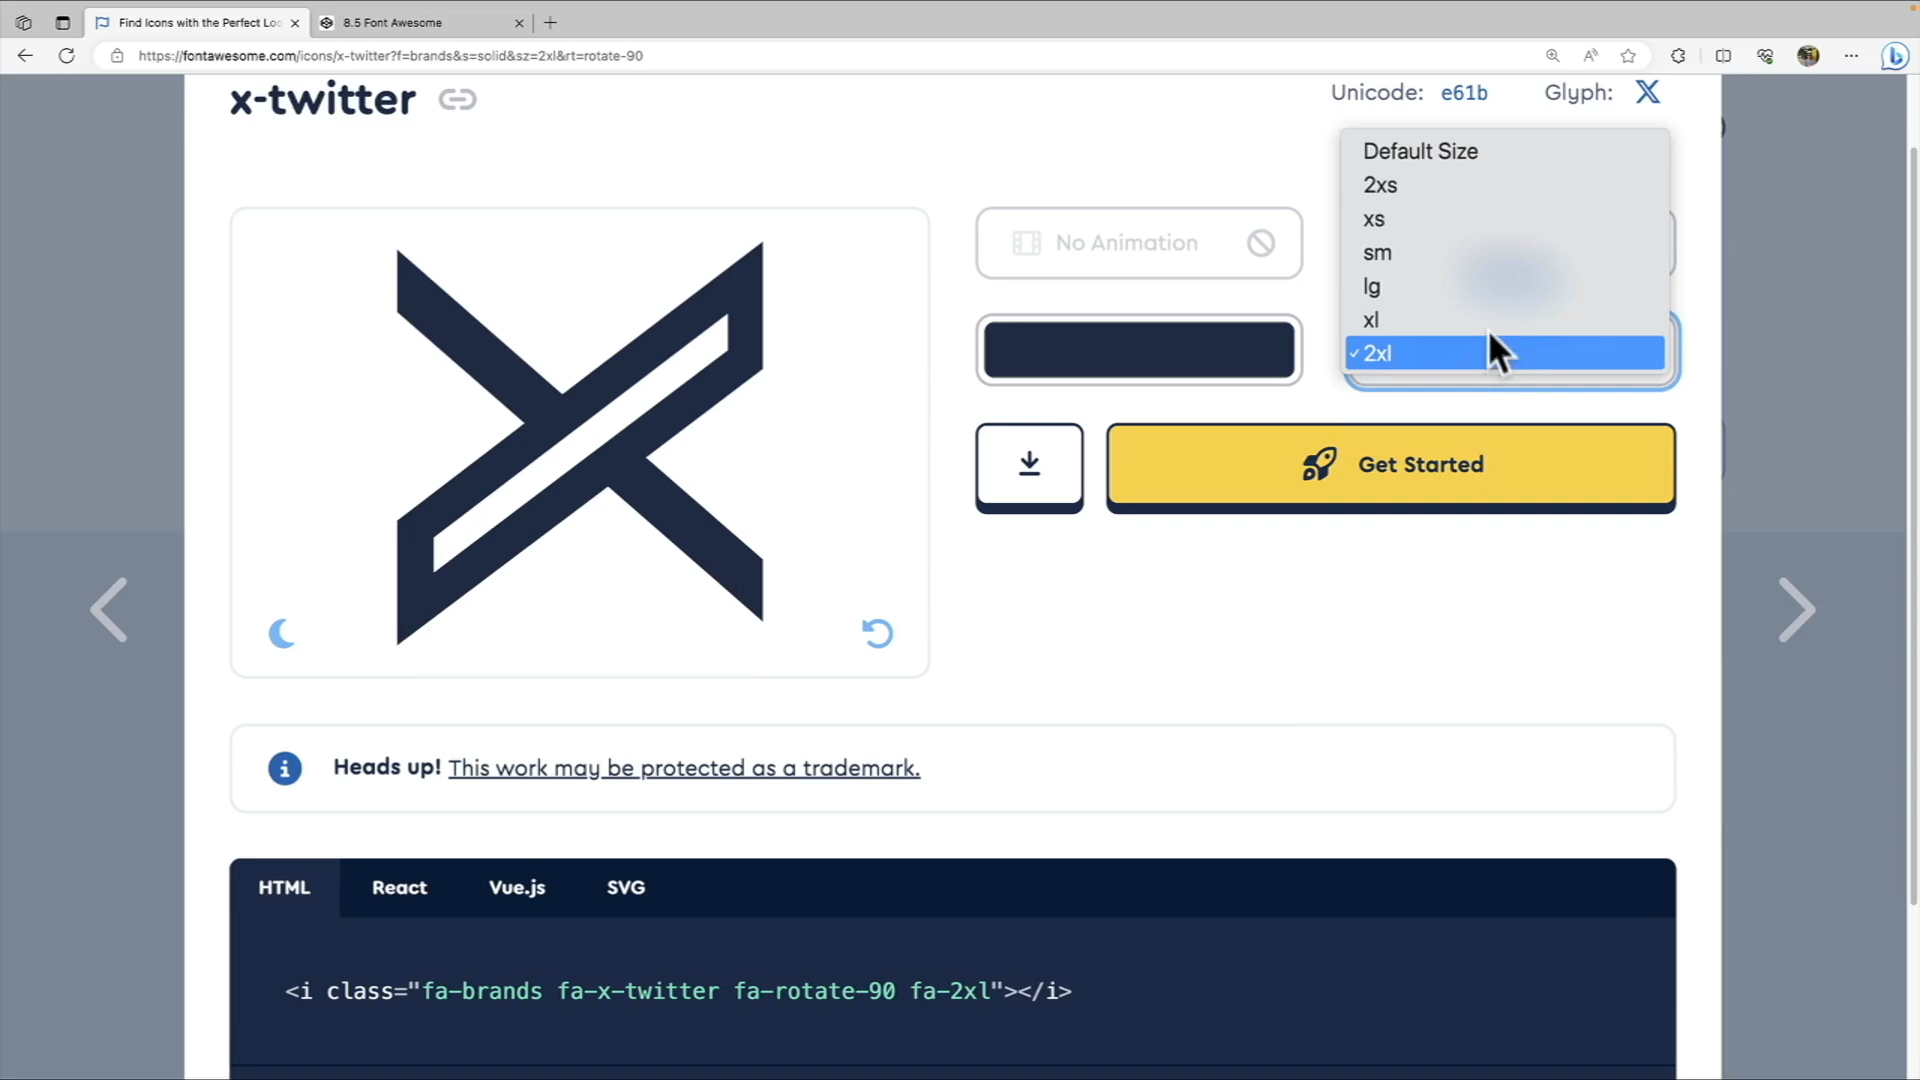 Find Icons with the Perfect Loo
8.5 Font Awesome
https://fontawesome.com/icons/x-twitter?f=brands&s=solid&sz=2xl&rt=rotate-90
x-twitter
Unicode: e61b Glyph:
Default Size
2xs
xs
sm
lg
xl
2xl
No Animation
Get Started
Heads up! This work may be protected as a trademark.
HTML React Vue.js SVG
<i class="fa-brands fa-x-twitter fa-rotate-90 fa-2xl"></i>